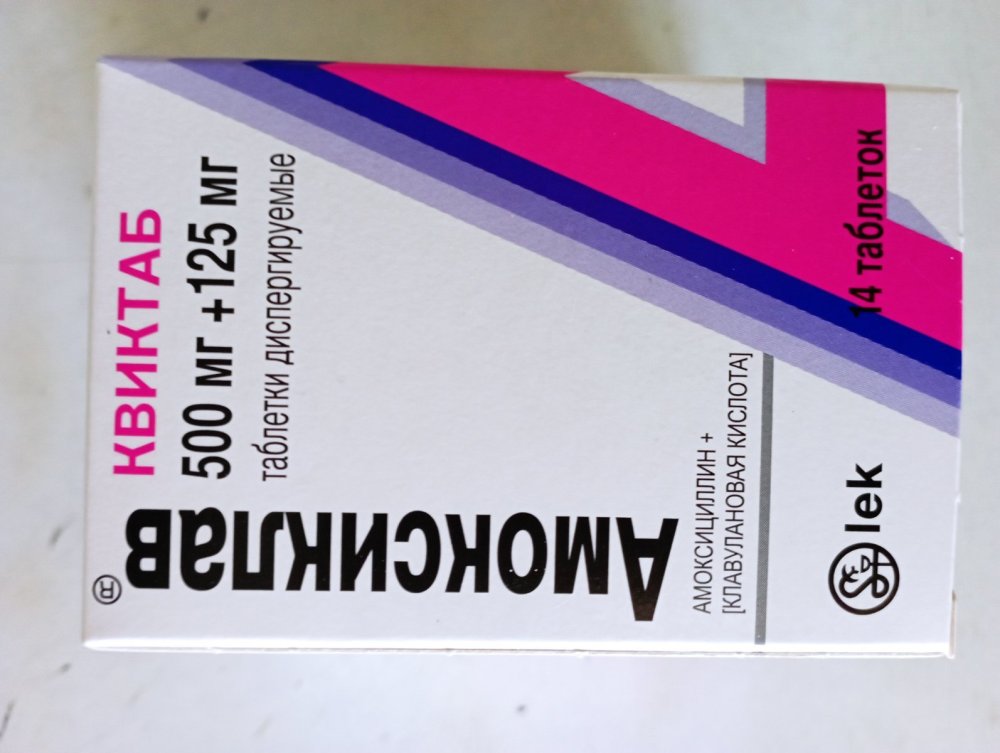 Амоксиклав®
КВИКТАБ
500 мг +125 мг
таблетки диспергируемые
АМОКСИЦИЛЛИН +
[КЛАВУЛАНОВАЯ КИСЛОТА]
lek
14 таблеток